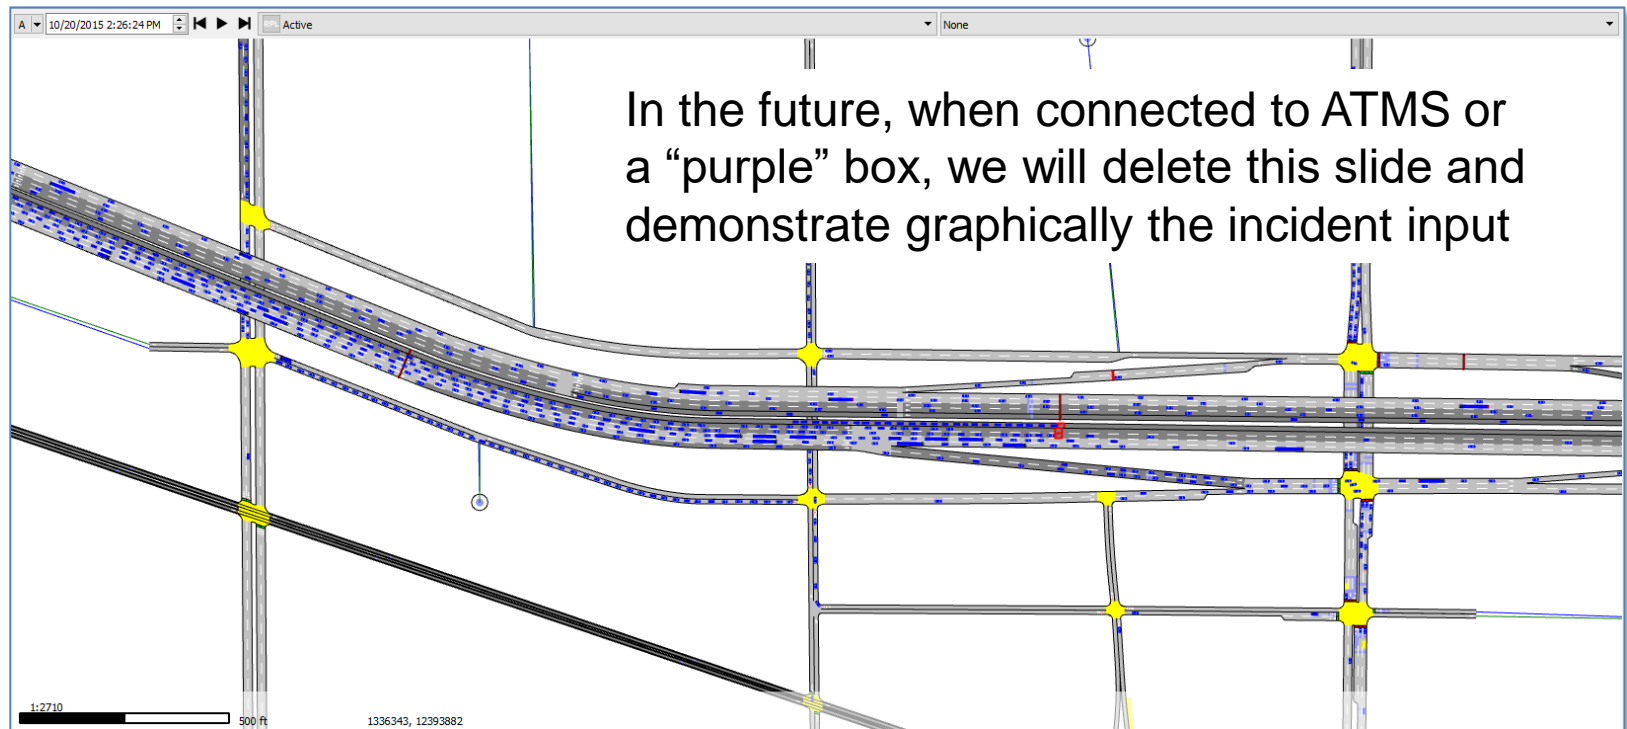 A 10/20/2015 2:26:24 PM RPL Active None
In the future, when connected to ATMS or
a “purple” box, we will delete this slide and
demonstrate graphically the incident input
1:2710
500 ft 1336343, 12393882